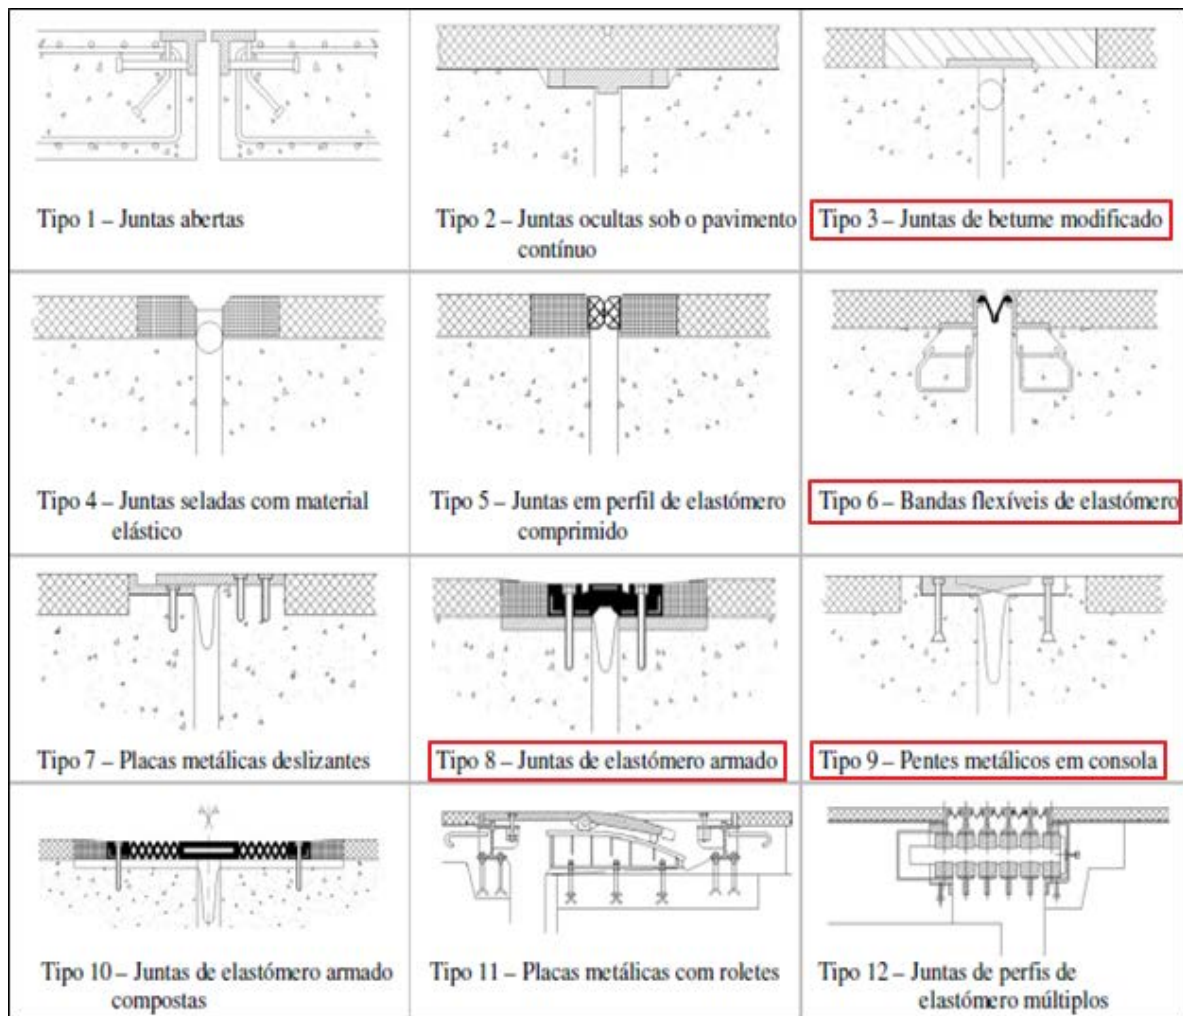 Tipo 1 – Juntas abertas
Tipo 2 – Juntas ocultas sob o pavimento
contínuo
Tipo 3 – Juntas de betume modificado
Tipo 4 – Juntas seladas com material
elástico
Tipo 5 – Juntas em perfil de elastómero
comprimido
Tipo 6 – Bandas flexíveis de elastómero
Tipo 7 – Placas metálicas deslizantes
Tipo 8 – Juntas de elastómero armado
Tipo 9 – Pentes metálicos em consola
Tipo 10 – Juntas de elastómero armado
compostas
Tipo 11 – Placas metálicas com roletes
Tipo 12 – Juntas de perfis de
elastómero múltiplos